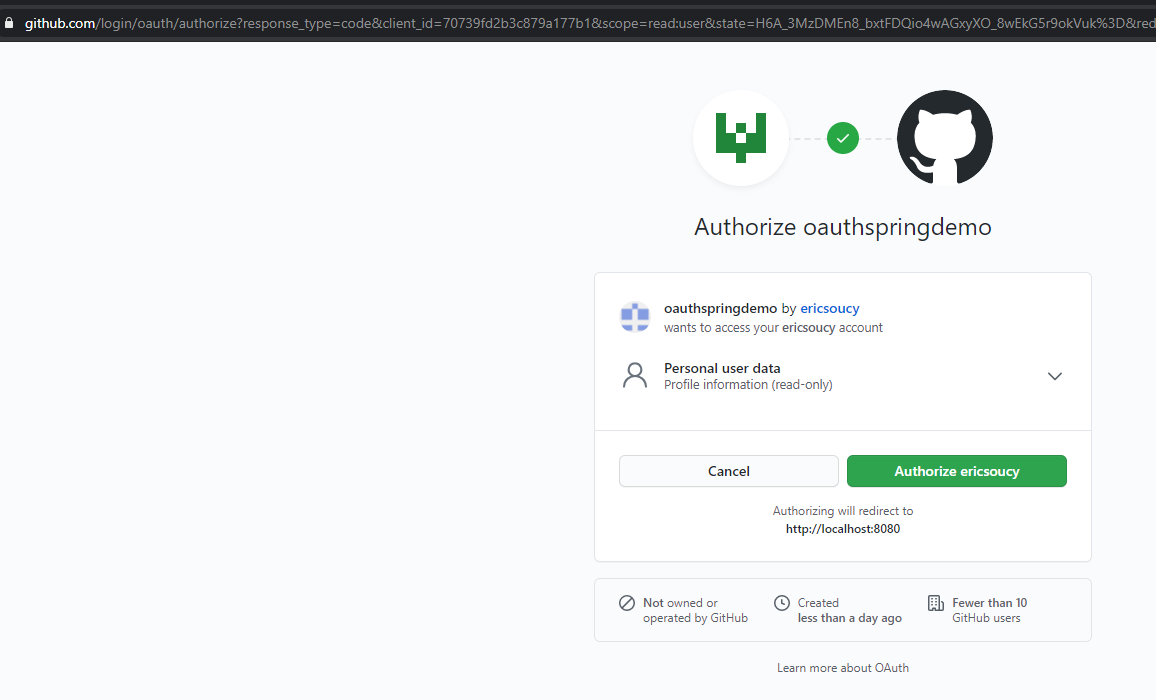 github.com/login/oauth/authorize?response_type=code&client_id=70739fd2b3c879a177b1&scope=read:user&state=H6A_3MzDMEn8_bxtFDQio4wAGxyXO_8wEkG5r9okVuk%3D&red
Authorize oauthspringdemo
oauthspringdemo by ericsoucy
wants to access your ericsoucy account
Personal user data
Profile information (read-only)
Cancel
Authorize ericsoucy
Authorizing will redirect to
http://localhost:8080
Not owned or
operated by GitHub
Created
less than a day ago
Fewer than 10
GitHub users
Learn more about OAuth